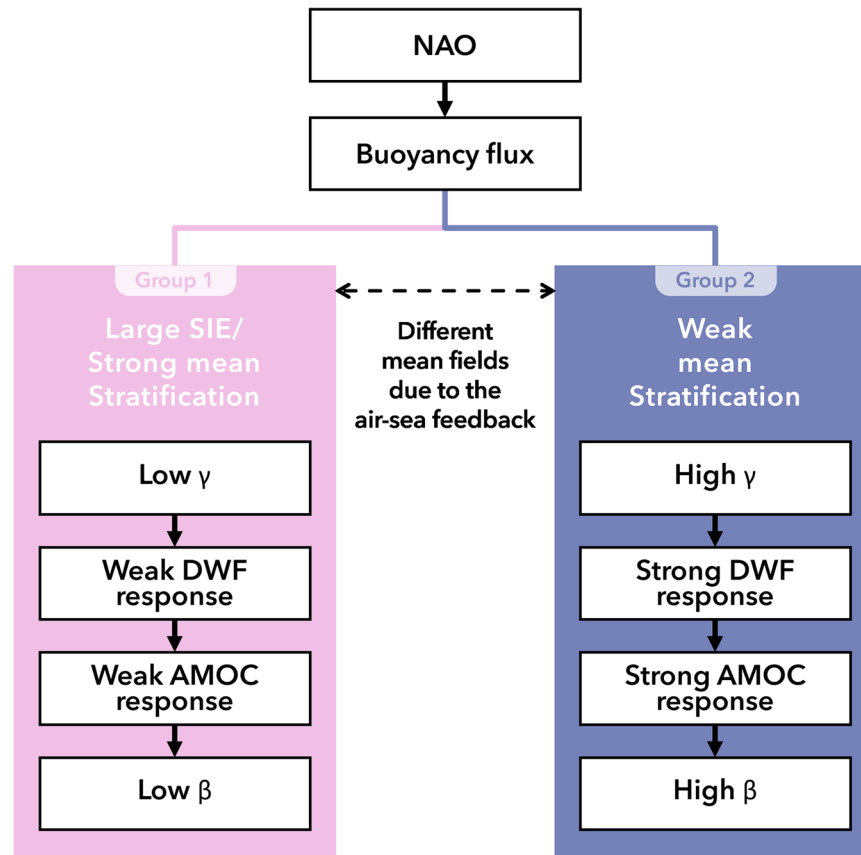 NAO
Buoyancy flux
Group 1
Large SIE/
Strong mean
Stratification
Low γ
Weak DWF
response
Weak AMOC
response
Low β
Different
mean fields
due to the
air-sea feedback
Group 2
Weak
mean
Stratification
High γ
Strong DWF
response
Strong AMOC
response
High β